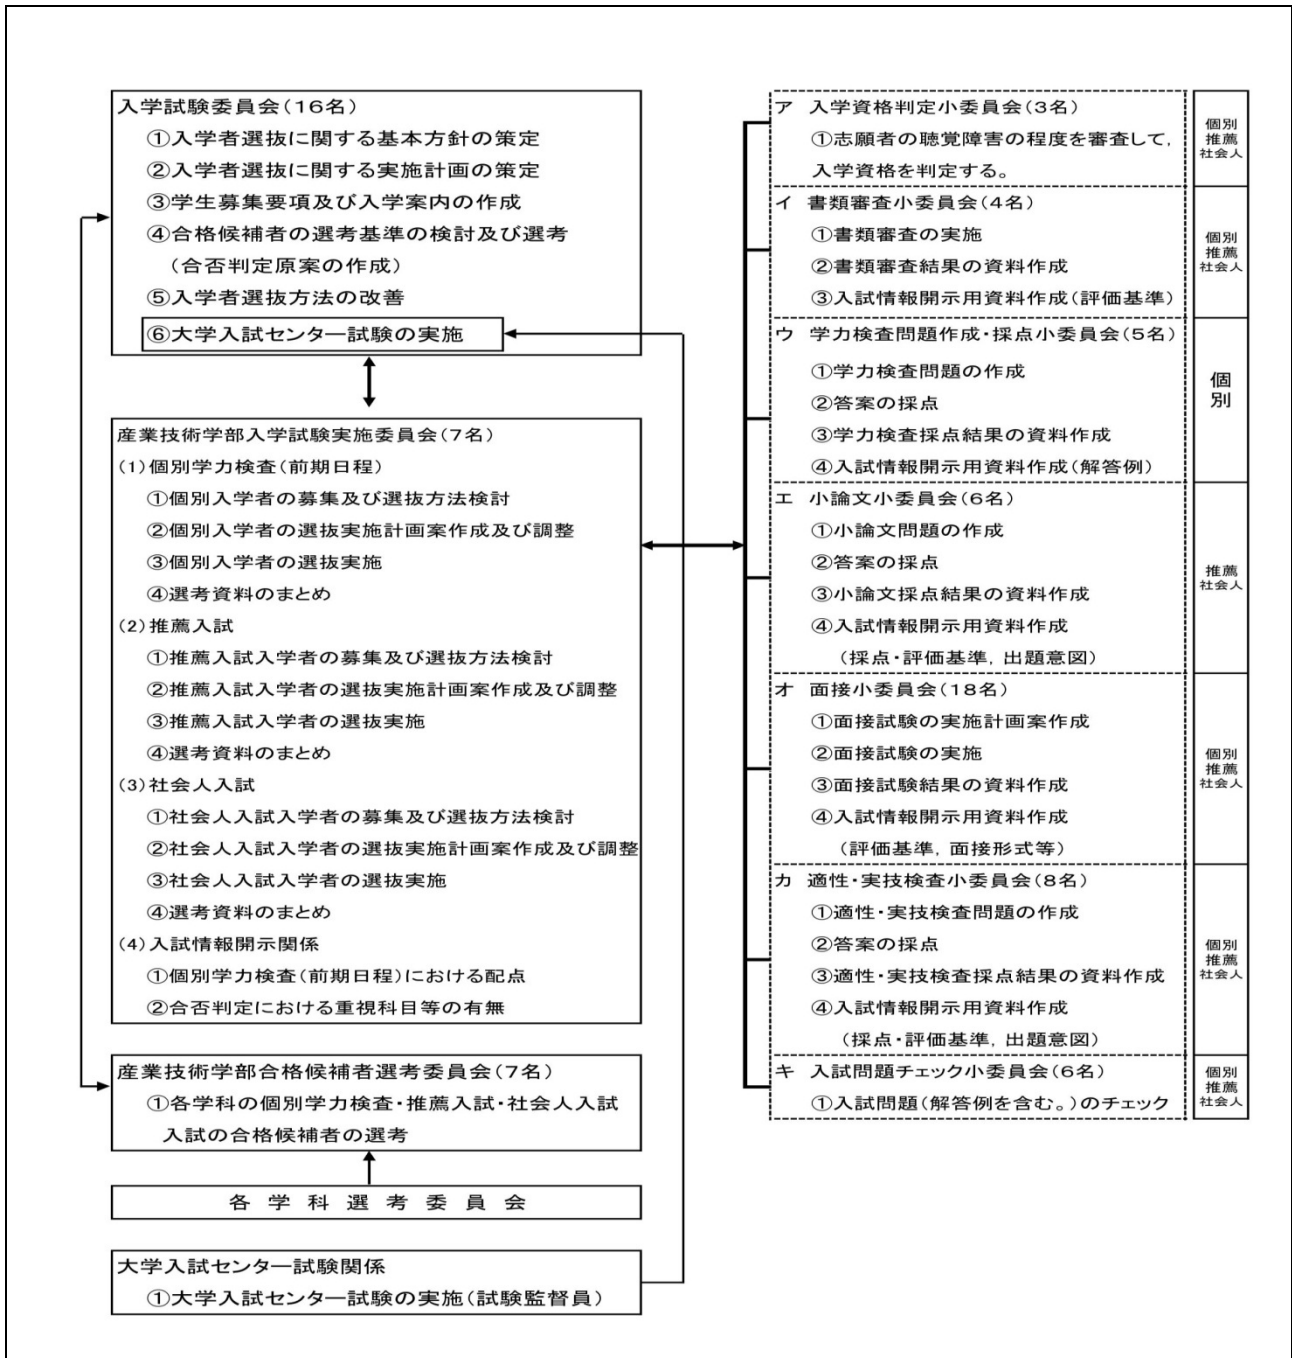 入学試験委員会(16名)
①入学者選抜に関する基本方針の策定
②入学者選抜に関する実施計画の策定
③学生募集要項及び入学案内の作成
④合格候補者の選考基準の検討及び選考
(合否判定原案の作成)
⑤入学者選抜方法の改善
⑥大学入試センター試験の実施
産業技術学部入学試験実施委員会(7名)
(1)個別学力検査(前期日程)
①個別入学者の募集及び選抜方法検討
②個別入学者の選抜実施計画案作成及び調整
③個別入学者の選抜実施
④選考資料のまとめ
(2)推薦入試
①推薦入試入学者の募集及び選抜方法検討
②推薦入試入学者の選抜実施計画案作成及び調整
③推薦入試入学者の選抜実施
④選考資料のまとめ
(3)社会人入試
①社会人入試入学者の募集及び選抜方法検討
②社会人入試入学者の選抜実施計画案作成及び調整
③社会人入試入学者の選抜実施
④選考資料のまとめ
(4)入試情報開示関係
①個別学力検査(前期日程)における配点
②合否判定における重視科目等の有無
産業技術学部合格候補者選考委員会(7名)
①各学科の個別学力検査・推薦入試・社会人入試
入試の合格候補者の選考
各学科選考委員会
大学入試センター試験関係
①大学入試センター試験の実施(試験監督員)
ア 入学資格判定小委員会(3名)
①志願者の聴覚障害の程度を審査して,
入学資格を判定する。
個別
推薦
社会人
イ 書類審査小委員会(4名)
①書類審査の実施
②書類審査結果の資料作成
③入試情報開示用資料作成(評価基準)
個別
推薦
社会人
ウ 学力検査問題作成・採点小委員会(5名)
①学力検査問題の作成
②答案の採点
③学力検査採点結果の資料作成
④入試情報開示用資料作成(解答例)
個
別
エ 小論文小委員会(6名)
①小論文問題の作成
②答案の採点
③小論文採点結果の資料作成
④入試情報開示用資料作成
(採点・評価基準, 出題意図)
推薦
社会人
オ 面接小委員会(18名)
①面接試験の実施計画案作成
②面接試験の実施
③面接試験結果の資料作成
④入試情報開示用資料作成
(評価基準, 面接形式等)
個別
推薦
社会人
カ 適性・実技検査小委員会(8名)
①適性・実技検査問題の作成
②答案の採点
③適性・実技検査採点結果の資料作成
④入試情報開示用資料作成
(採点・評価基準, 出題意図)
個別
推薦
社会人
キ 入試問題チェック小委員会(6名)
①入試問題(解答例を含む。)のチェック
個別
推薦
社会人